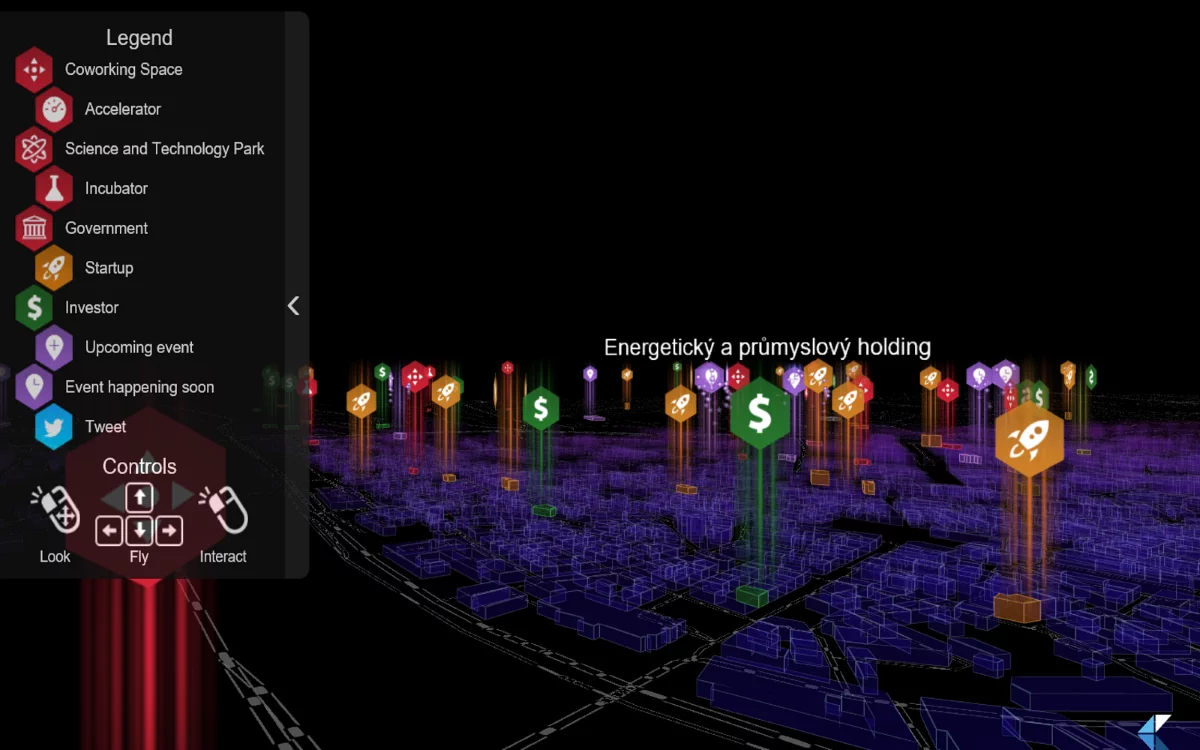 Legend
Coworking Space
Accelerator
Science and Technology Park
Incubator
Government
Startup
Investor
Upcoming event
Event happening soon
Tweet
Controls
Look
Fly
Interact
Energetický a průmyslový holding